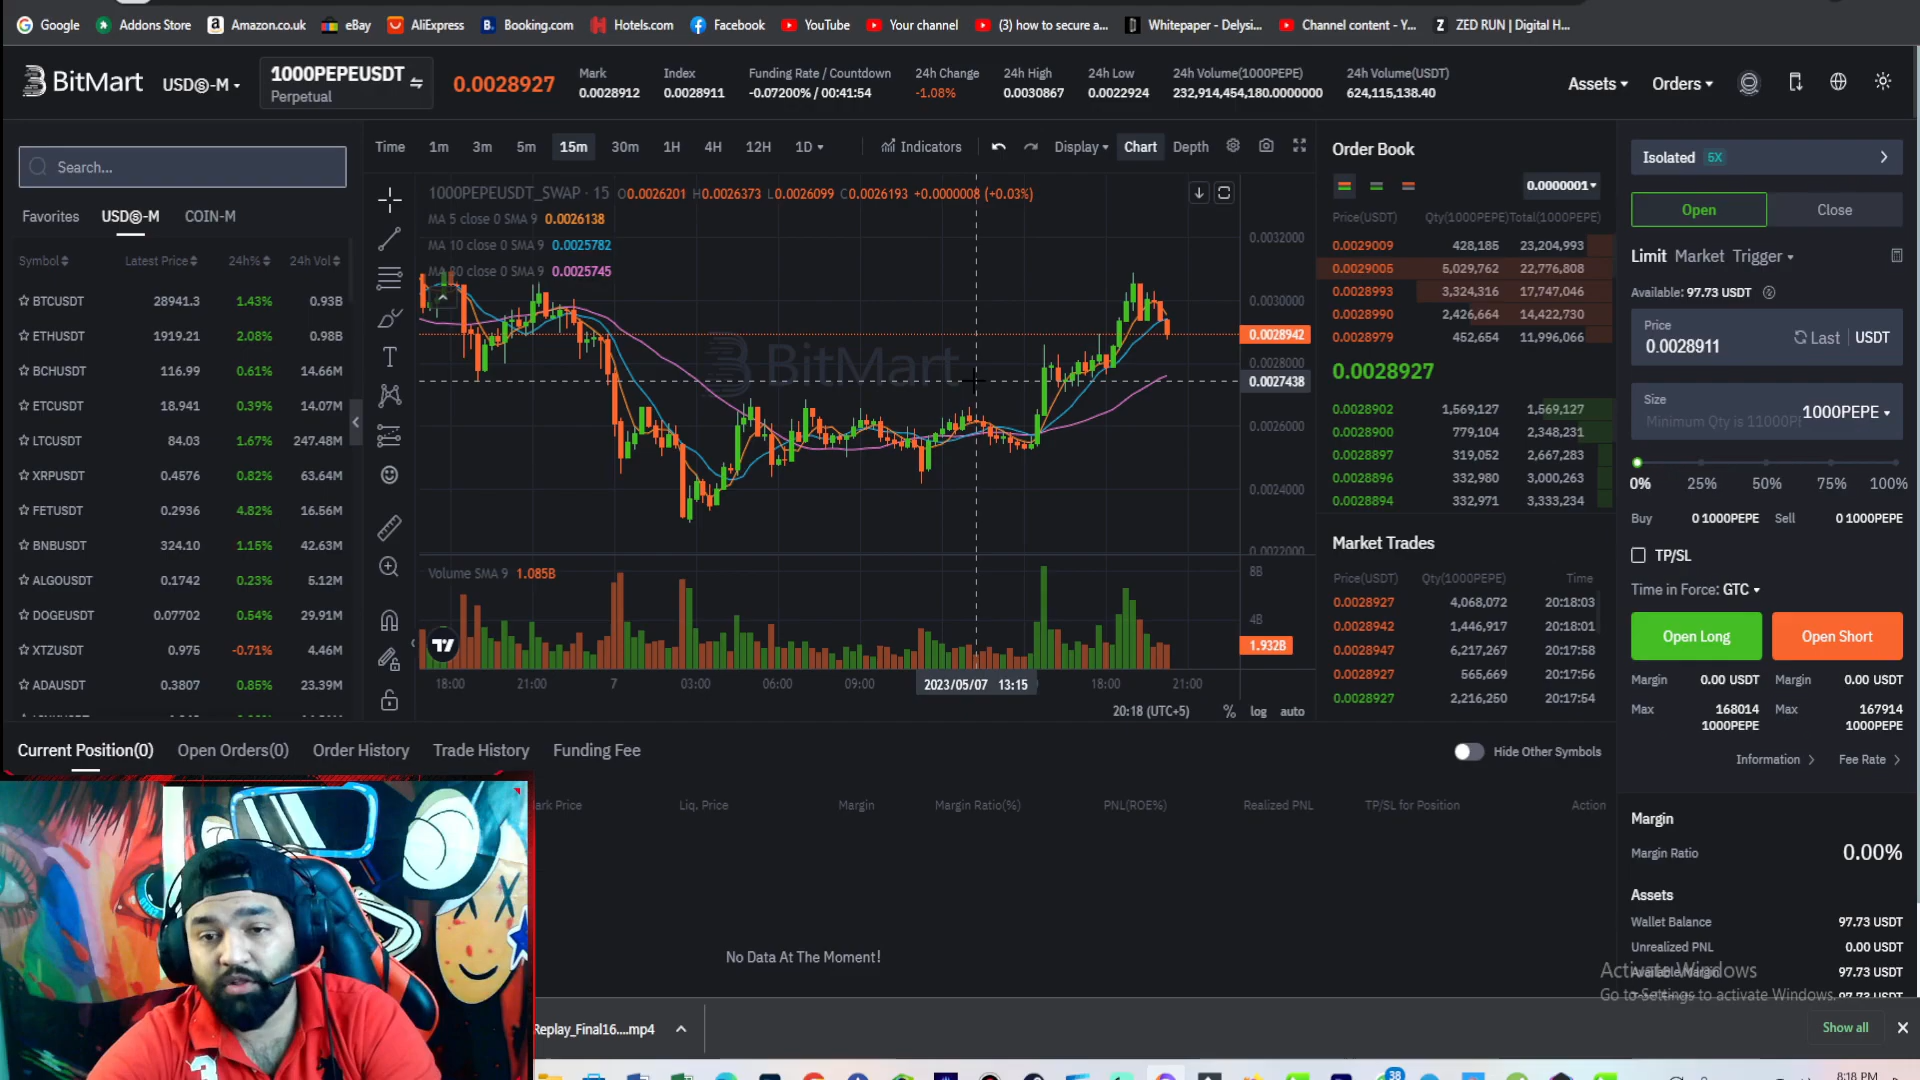 Google Addons Store Amazon.co.uk eBay AliExpress Booking.com Hotels.com Facebook YouTube Your channel (3) how to secure a... Whitepaper - Delysi... Channel content - Y... ZED RUN | Digital H...
BitMart USDⓈ-M
1000PEPEUSDT
Perpetual
0.0028927
Mark
0.0028912
Index
0.0028911
Funding Rate / Countdown
-0.07200% / 00:41:54
24h Change
-1.08%
24h High
0.0030867
24h Low
0.0022924
24h Volume(1000PEPE)
232,914,454,180.0000000
24h Volume(USDT)
624,115,138.40
Assets Orders
Search...
Favorites USDⓈ-M COIN-M
Symbol Latest Price 24h% 24h Vol
BTCUSDT 28941.3 1.43% 0.93B
ETHUSDT 1919.21 2.08% 0.98B
BCHUSDT 116.99 0.61% 14.66M
ETCUSDT 18.941 0.39% 14.07M
LTCUSDT 84.03 1.67% 247.48M
XRPUSDT 0.4576 0.82% 63.64M
FETUSDT 0.2936 4.82% 16.56M
BNBUSDT 324.10 1.15% 42.63M
ALGOUSDT 0.1742 0.23% 5.12M
DOGEUSDT 0.07702 0.54% 29.91M
XTZUSDT 0.975 -0.71% 4.46M
ADAUSDT 0.3807 0.85% 23.39M
Time 1m 3m 5m 15m 30m 1H 4H 12H 1D Indicators Display Chart Depth
1000PEPEUSDT_SWAP · 15 O0.0026201 H0.0026373 L0.0026099 C0.0026193 +0.0000008 (+0.03%)
MA 5 close 0 SMA 9 0.0026138
MA 10 close 0 SMA 9 0.0025782
MA 30 close 0 SMA 9 0.0025745
BitMart
0.0032000
0.0030000
0.0028942
0.0028000
0.0027438
0.0026000
0.0024000
0.0022000
Volume SMA 9 1.085B
8B
4B
1.932B
18:00 21:00 7 03:00 06:00 09:00 2023/05/07 13:15 18:00 21:00
20:18 (UTC+5) % log auto
Order Book
0.0000001
Price(USDT) Qty(1000PEPE) Total(1000PEPE)
0.0029009 428,185 23,204,993
0.0029005 5,029,762 22,776,808
0.0028993 3,324,316 17,747,046
0.0028990 2,426,664 14,422,730
0.0028979 452,654 11,996,066
0.0028927
0.0028902 1,569,127 1,569,127
0.0028900 779,104 2,348,231
0.0028897 319,052 2,667,283
0.0028896 332,980 3,000,263
0.0028894 332,971 3,333,234
Market Trades
Price(USDT) Qty(1000PEPE) Time
0.0028927 4,068,072 20:18:03
0.0028942 1,446,917 20:18:01
0.0028947 6,217,267 20:17:58
0.0028927 565,669 20:17:56
0.0028927 2,216,250 20:17:54
Isolated 5X
Open Close
Limit Market Trigger
Available: 97.73 USDT
Price
0.0028911 Last USDT
Size
Minimum Qty is 11000P 1000PEPE
0% 25% 50% 75% 100%
Buy 0 1000PEPE Sell 0 1000PEPE
TP/SL
Time in Force: GTC
Open Long Open Short
Margin 0.00 USDT Margin 0.00 USDT
Max 168014 1000PEPE Max 167914 1000PEPE
Information Fee Rate
Margin
Margin Ratio 0.00%
Assets
Wallet Balance 97.73 USDT
Unrealized PNL 0.00 USDT
97.73 USDT
97.73 USDT
Activate Windows
Go to Settings to activate Windows.
Current Position(0) Open Orders(0) Order History Trade History Funding Fee Hide Other Symbols
ark Price Liq. Price Margin Margin Ratio(%) PNL(ROE%) Realized PNL TP/SL for Position Action
No Data At The Moment!
Replay_Final16....mp4 Show all
38
8:18 PM